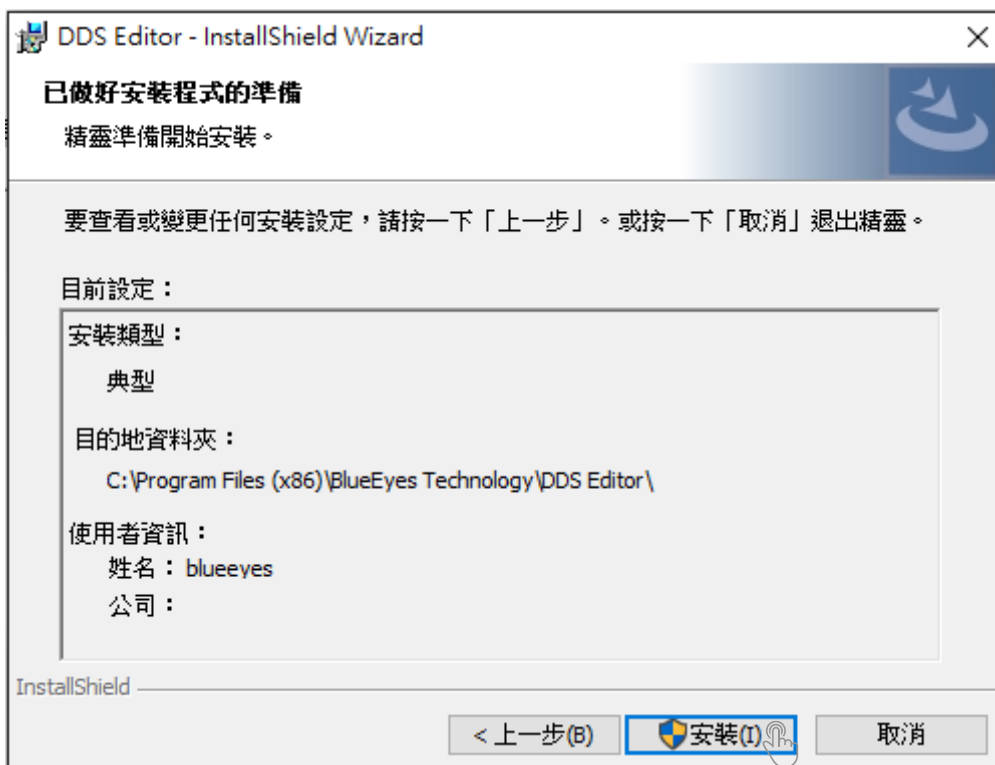 DDS Editor - InstallShield Wizard
已做好安裝程式的準備
精靈準備開始安裝。
要查看或變更任何安裝設定，請按一下「上一步」。或按一下「取消」退出精靈。
目前設定：
安裝類型：
典型
目的地資料夾：
C:\Program Files (x86)\BlueEyes Technology\DDS Editor\
使用者資訊：
姓名：blueeyes
公司：
InstallShield
< 上一步(B)
安裝(I)
取消